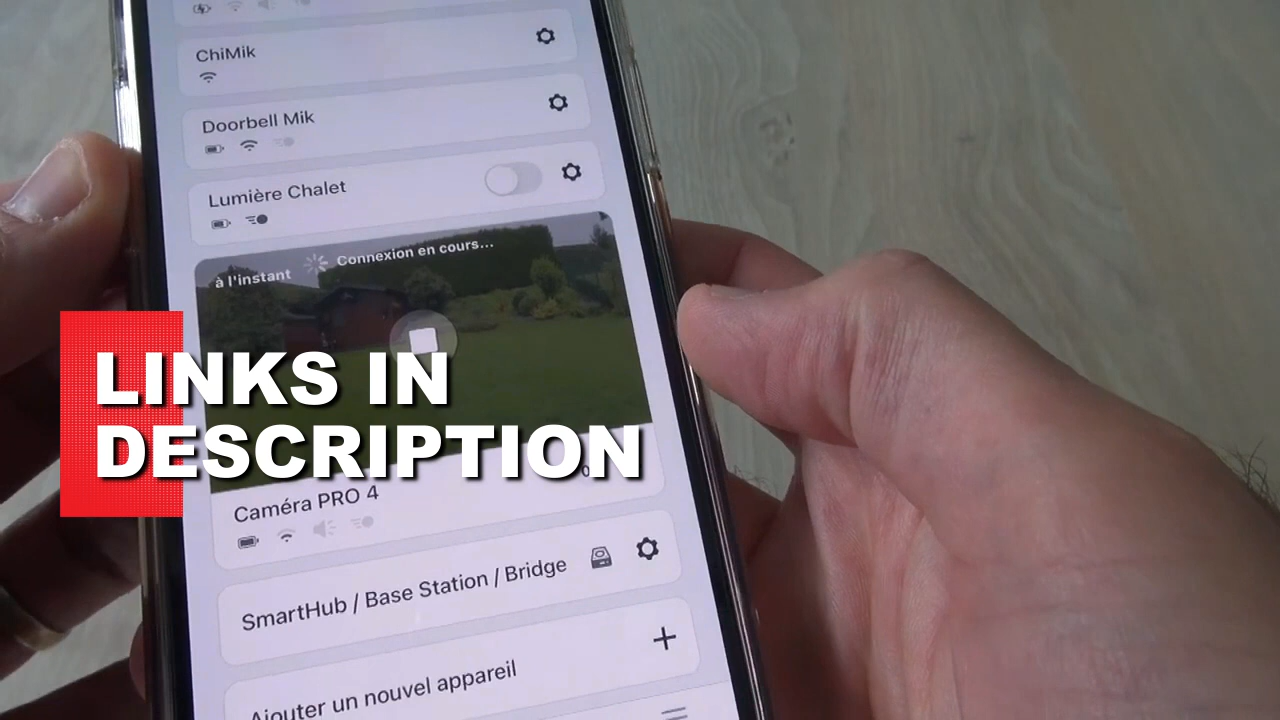 ChiMik
Doorbell Mik
Lumière Chalet
à l'instant
Connexion en cours...
LINKS IN
DESCRIPTION
Caméra PRO 4
SmartHub / Base Station / Bridge
Ajouter un nouvel appareil